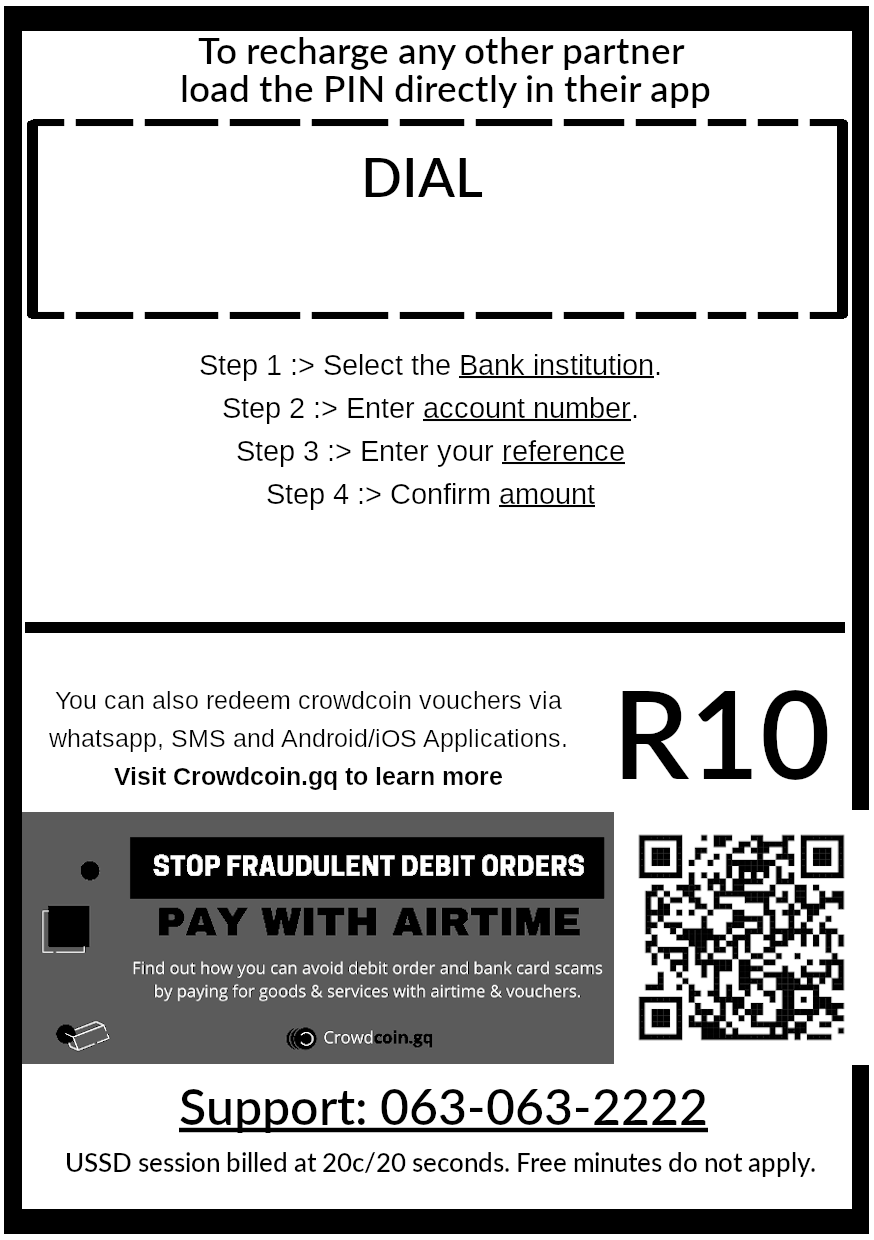 To recharge any other partner
load the PIN directly in their app
DIAL
Step 1 :> Select the Bank institution.
Step 2 :> Enter account number.
Step 3 :> Enter your reference
Step 4 :> Confirm amount
You can also redeem crowdcoin vouchers via
whatsapp, SMS and Android/iOS Applications.
Visit Crowdcoin.gq to learn more
R10
STOP FRAUDULENT DEBIT ORDERS
PAY WITH AIRTIME
Find out how you can avoid debit order and bank card scams
by paying for goods & services with airtime & vouchers.
Crowdcoin.gq
Support: 063-063-2222
USSD session billed at 20c/20 seconds. Free minutes do not apply.